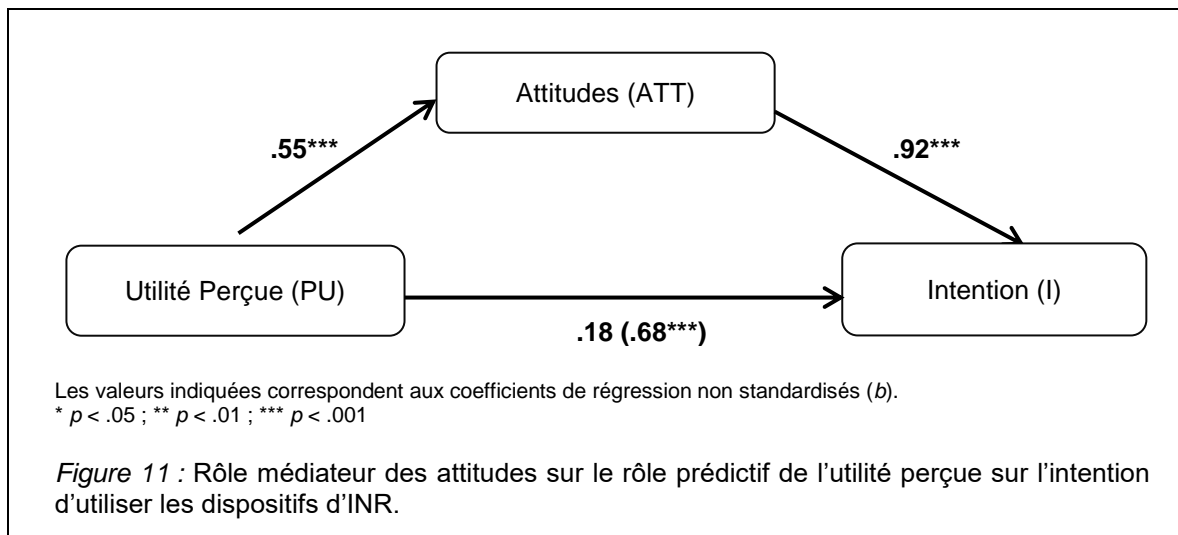 Attitudes (ATT)
.55***
.92***
Utilité Perçue (PU)
Intention (I)
.18 (.68***)
Les valeurs indiquées correspondent aux coefficients de régression non standardisés (b).
* p < .05 ; ** p < .01 ; *** p < .001
Figure 11 : Rôle médiateur des attitudes sur le rôle prédictif de l’utilité perçue sur l’intention
d’utiliser les dispositifs d’INR.